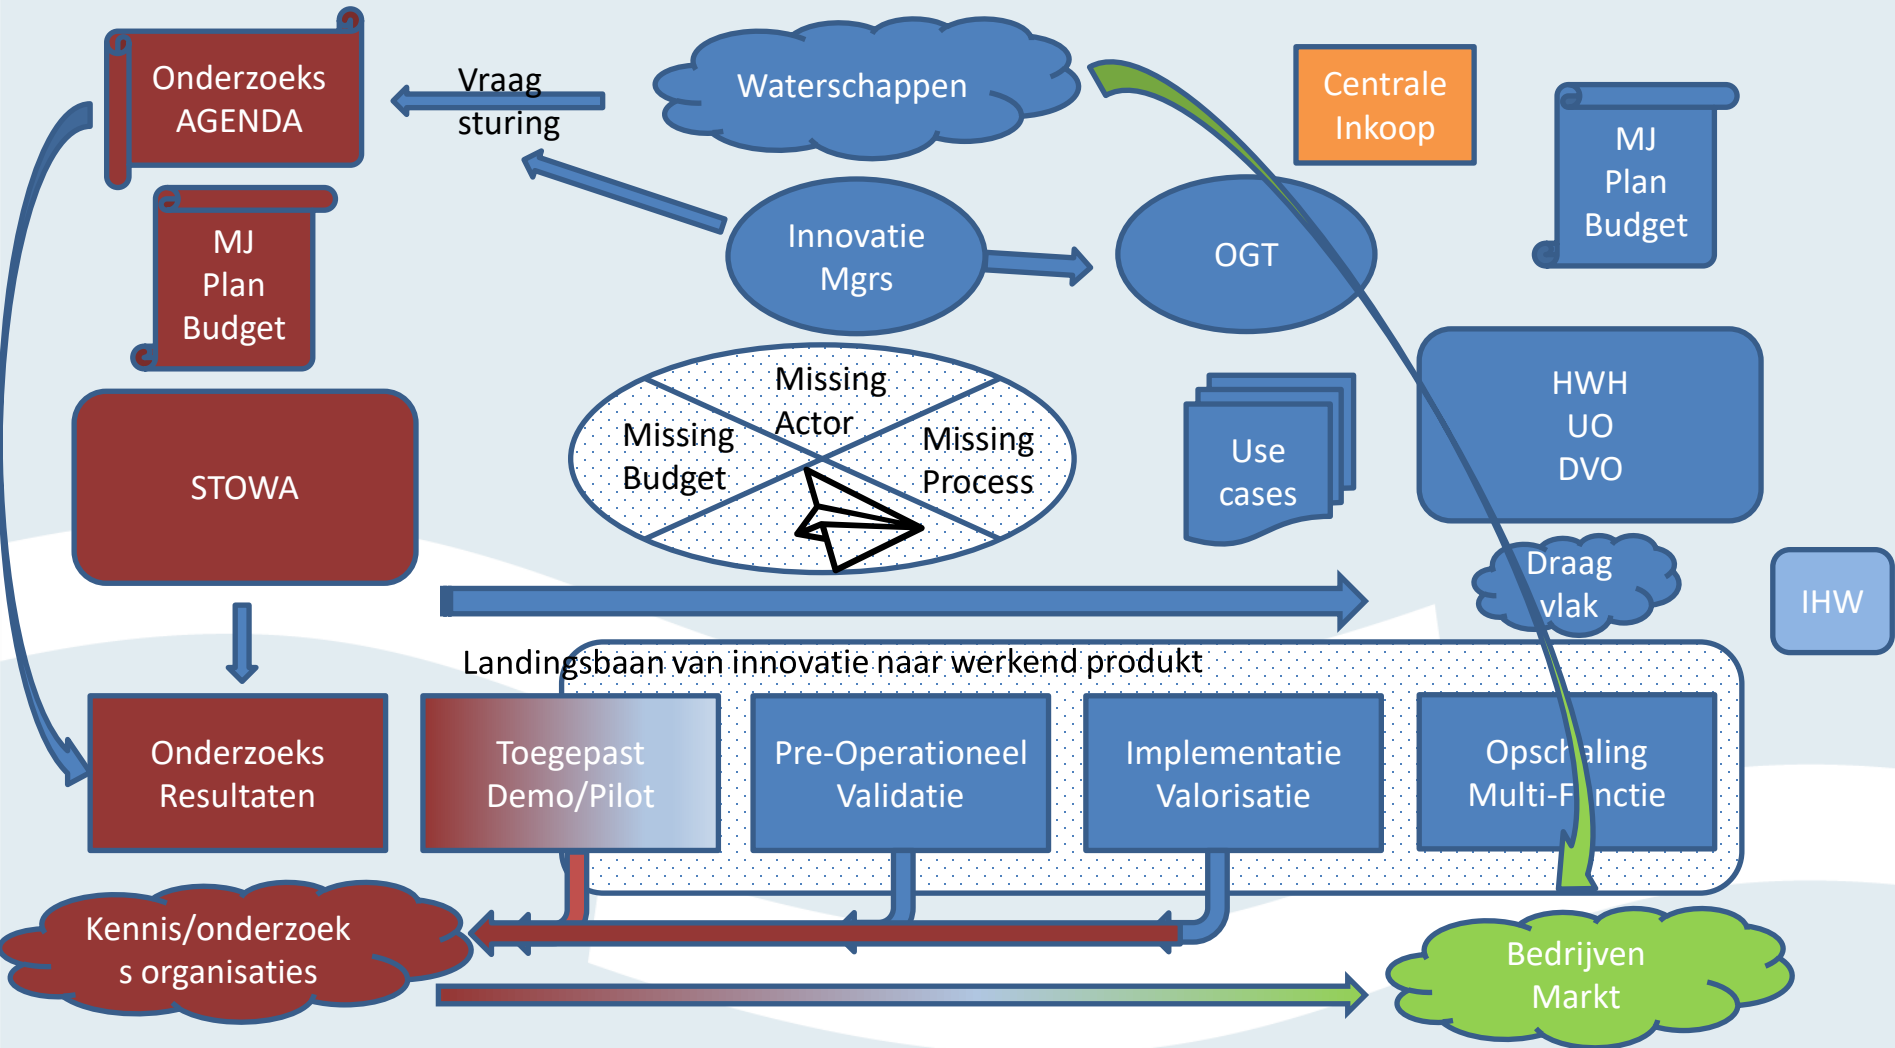 Onderzoeks
AGENDA
Vraag
sturing
Waterschappen
Centrale
Inkoop
MJ
Plan
Budget
MJ
Plan
Budget
Innovatie
Mgrs
OGT
STOWA
Missing
Actor
Missing
Budget
Missing
Process
Use
cases
HWH
UO
DVO
Draag
vlak
IHW
Landingsbaan van innovatie naar werkend produkt
Onderzoeks
Resultaten
Toegepast
Demo/Pilot
Pre-Operationeel
Validatie
Implementatie
Valorisatie
Opschaling
Multi-Functie
Kennis/onderzoek
s organisaties
Bedrijven
Markt